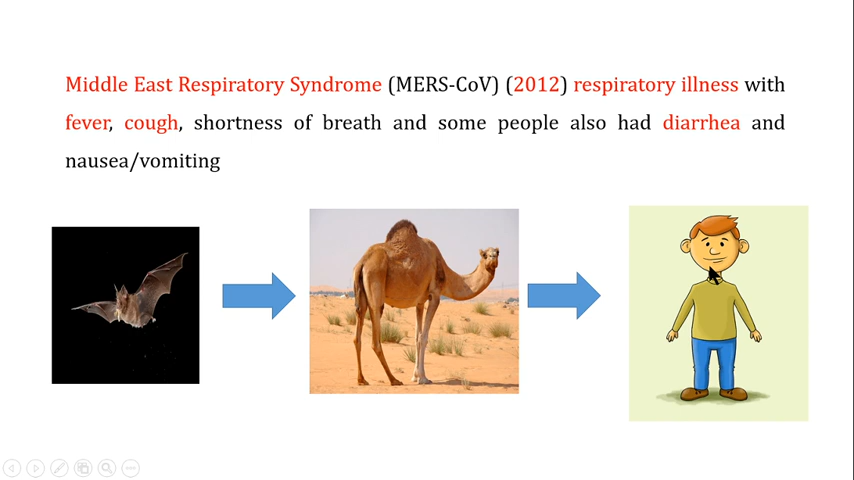 Middle East Respiratory Syndrome (MERS-CoV) (2012) respiratory illness with
fever, cough, shortness of breath and some people also had diarrhea and
nausea/vomiting